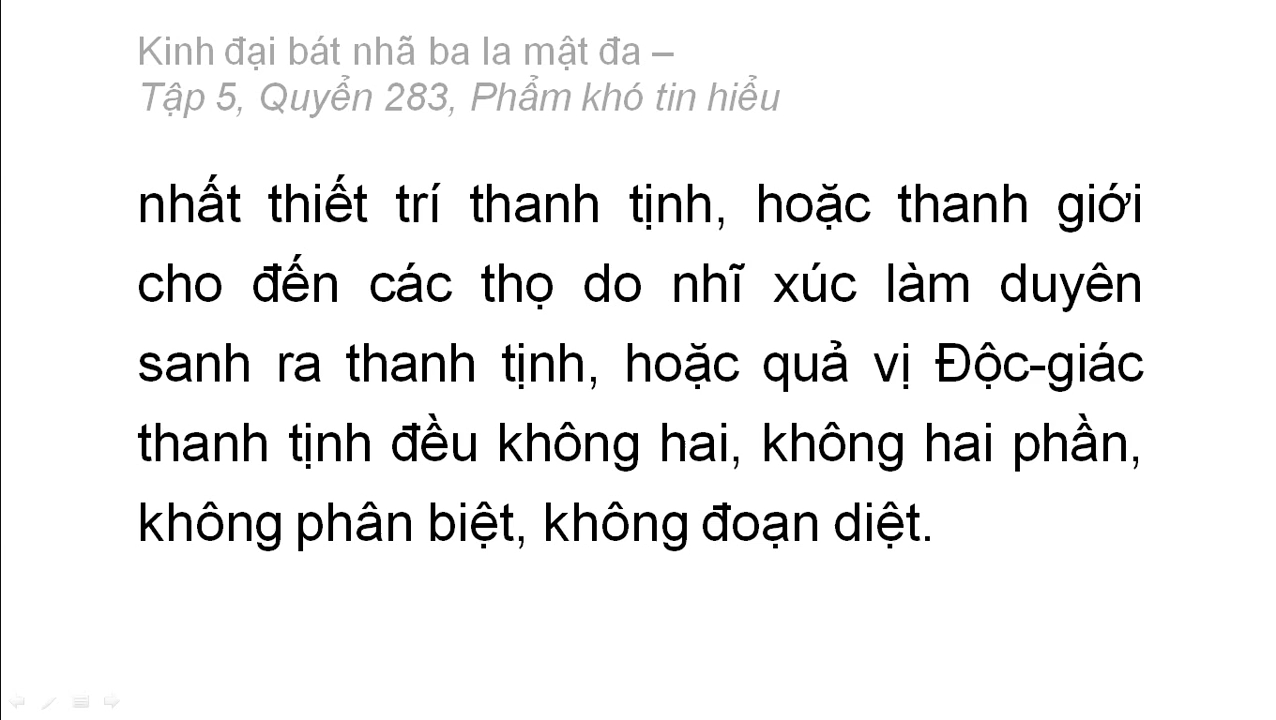 Kinh đại bát nhã ba la mật đa –
Tập 5, Quyển 283, Phẩm khó tin hiểu
nhất thiết trí thanh tịnh, hoặc thanh giới
cho đến các thọ do nhĩ xúc làm duyên
sanh ra thanh tịnh, hoặc quả vị Độc-giác
thanh tịnh đều không hai, không hai phần,
không phân biệt, không đoạn diệt.